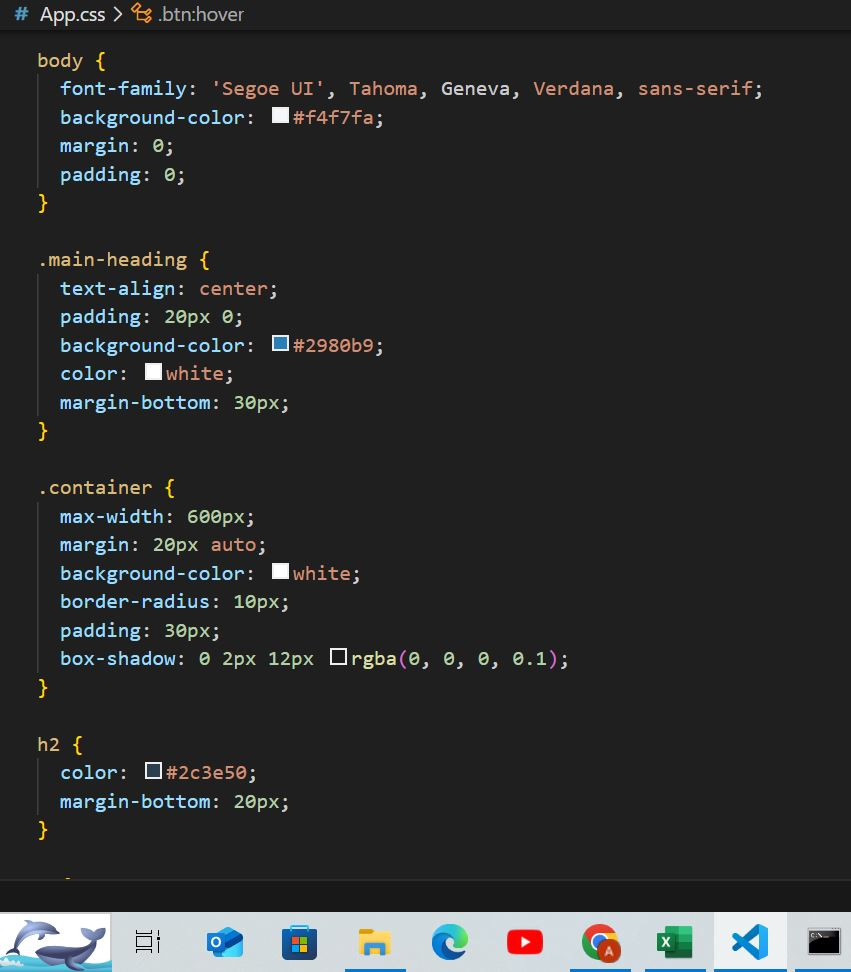 # App.css > .btn:hover
body {
font-family: 'Segoe UI', Tahoma, Geneva, Verdana, sans-serif;
background-color: #f4f7fa;
margin: 0;
padding: 0;
}
.main-heading {
text-align: center;
padding: 20px 0;
background-color: #2980b9;
color: white;
margin-bottom: 30px;
}
.container {
max-width: 600px;
margin: 20px auto;
background-color: white;
border-radius: 10px;
padding: 30px;
box-shadow: 0 2px 12px rgba(0, 0, 0, 0.1);
}
h2 {
color: #2c3e50;
margin-bottom: 20px;
}